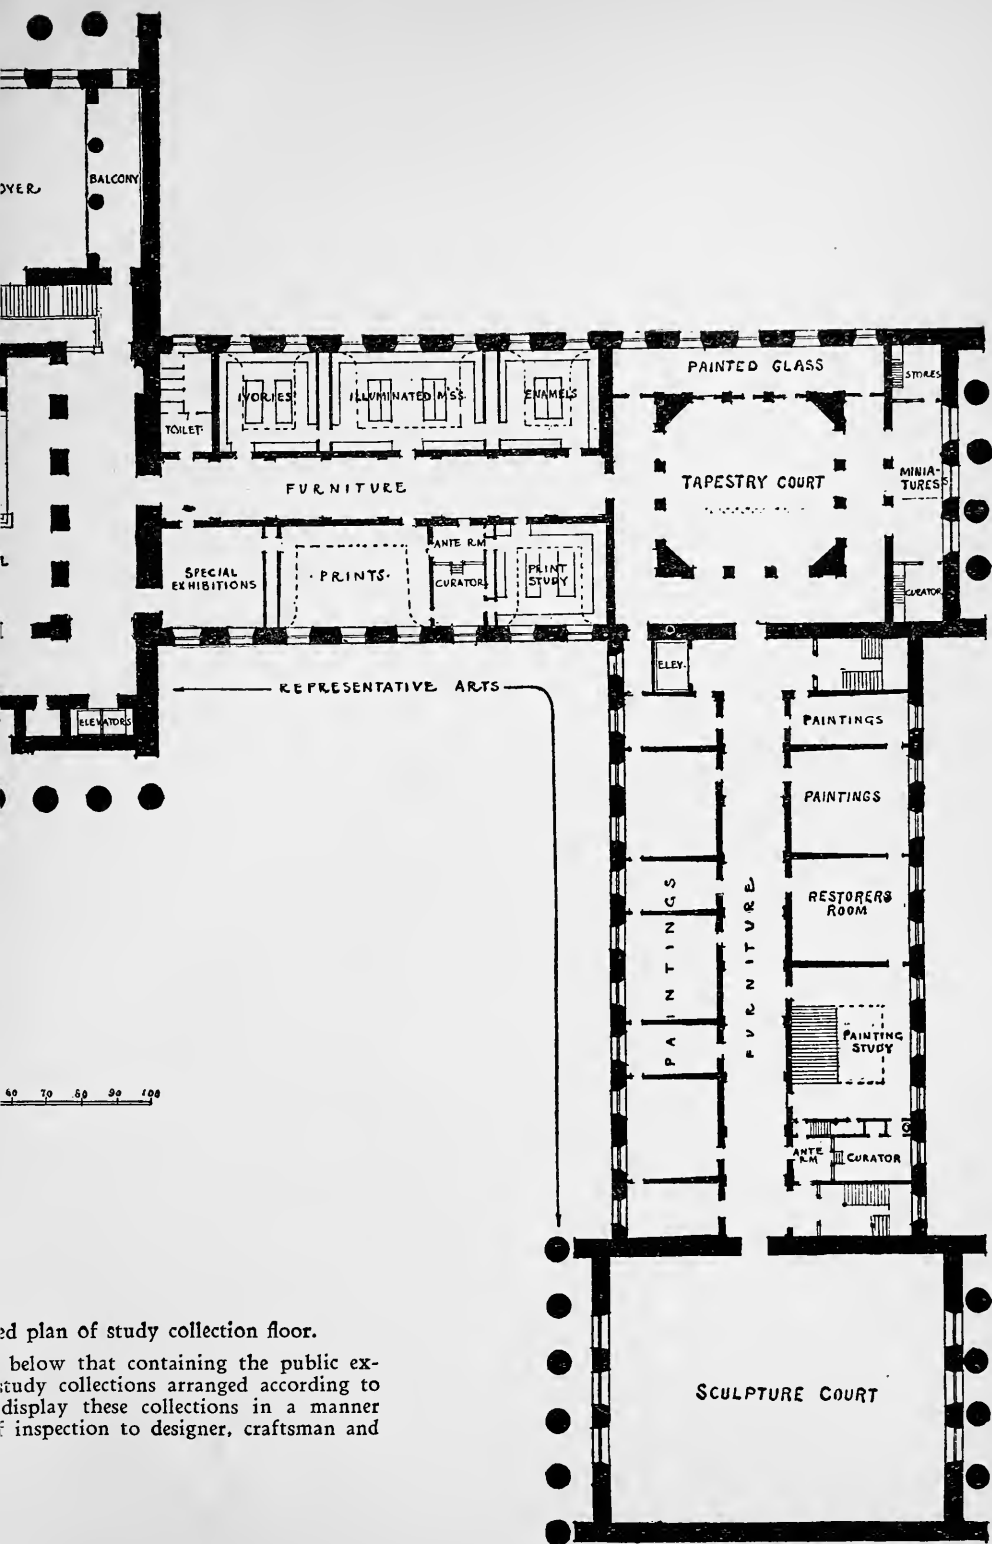 OYER
BALCONY
PAINTED GLASS
STORES
IVORIES
ILLUMINATED MS'S
ENAMELS
TOILET
MINIA-
TURES
TAPESTRY COURT
FURNITURE
ANTE RM
SPECIAL
EXHIBITIONS
PRINTS
CURATOR
PRINT
STUDY
CURATOR
L
ELEV.
REPRESENTATIVE ARTS
ELEVATORS
PAINTINGS
PAINTINGS
PAINTINGS
FURNITURE
RESTORERS
ROOM
PAINTING
STUDY
60 70 80 90 100
ANTE
RM
CURATOR
ed plan of study collection floor.
below that containing the public ex-
study collections arranged according to
display these collections in a manner
f inspection to designer, craftsman and
SCULPTURE COURT